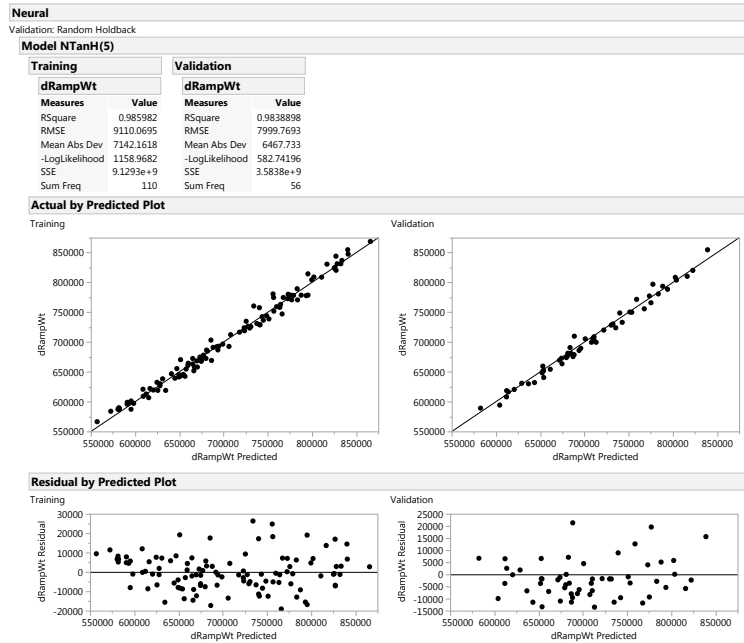 Neural
Validation: Random Holdback
Model NTanH(5)
Training
dRampWt
Measures Value
RSquare 0.985982
RMSE 9110.0695
Mean Abs Dev 7142.1618
-LogLikelihood 1158.9682
SSE 9.1293e+9
Sum Freq 110
Validation
dRampWt
Measures Value
RSquare 0.9838898
RMSE 7999.7693
Mean Abs Dev 6467.733
-LogLikelihood 582.74196
SSE 3.5838e+9
Sum Freq 56
Actual by Predicted Plot
Training
dRampWt
850000
800000
750000
700000
650000
600000
550000
550000 600000 650000 700000 750000 800000 850000
dRampWt Predicted
Validation
dRampWt
850000
800000
750000
700000
650000
600000
550000
550000 600000 650000 700000 750000 800000 850000
dRampWt Predicted
Residual by Predicted Plot
Training
dRampWt Residual
30000
20000
10000
0
-10000
-20000
550000 600000 650000 700000 750000 800000 850000
dRampWt Predicted
Validation
dRampWt Residual
25000
20000
15000
10000
5000
0
-5000
-10000
-15000
550000 600000 650000 700000 750000 800000 850000
dRampWt Predicted